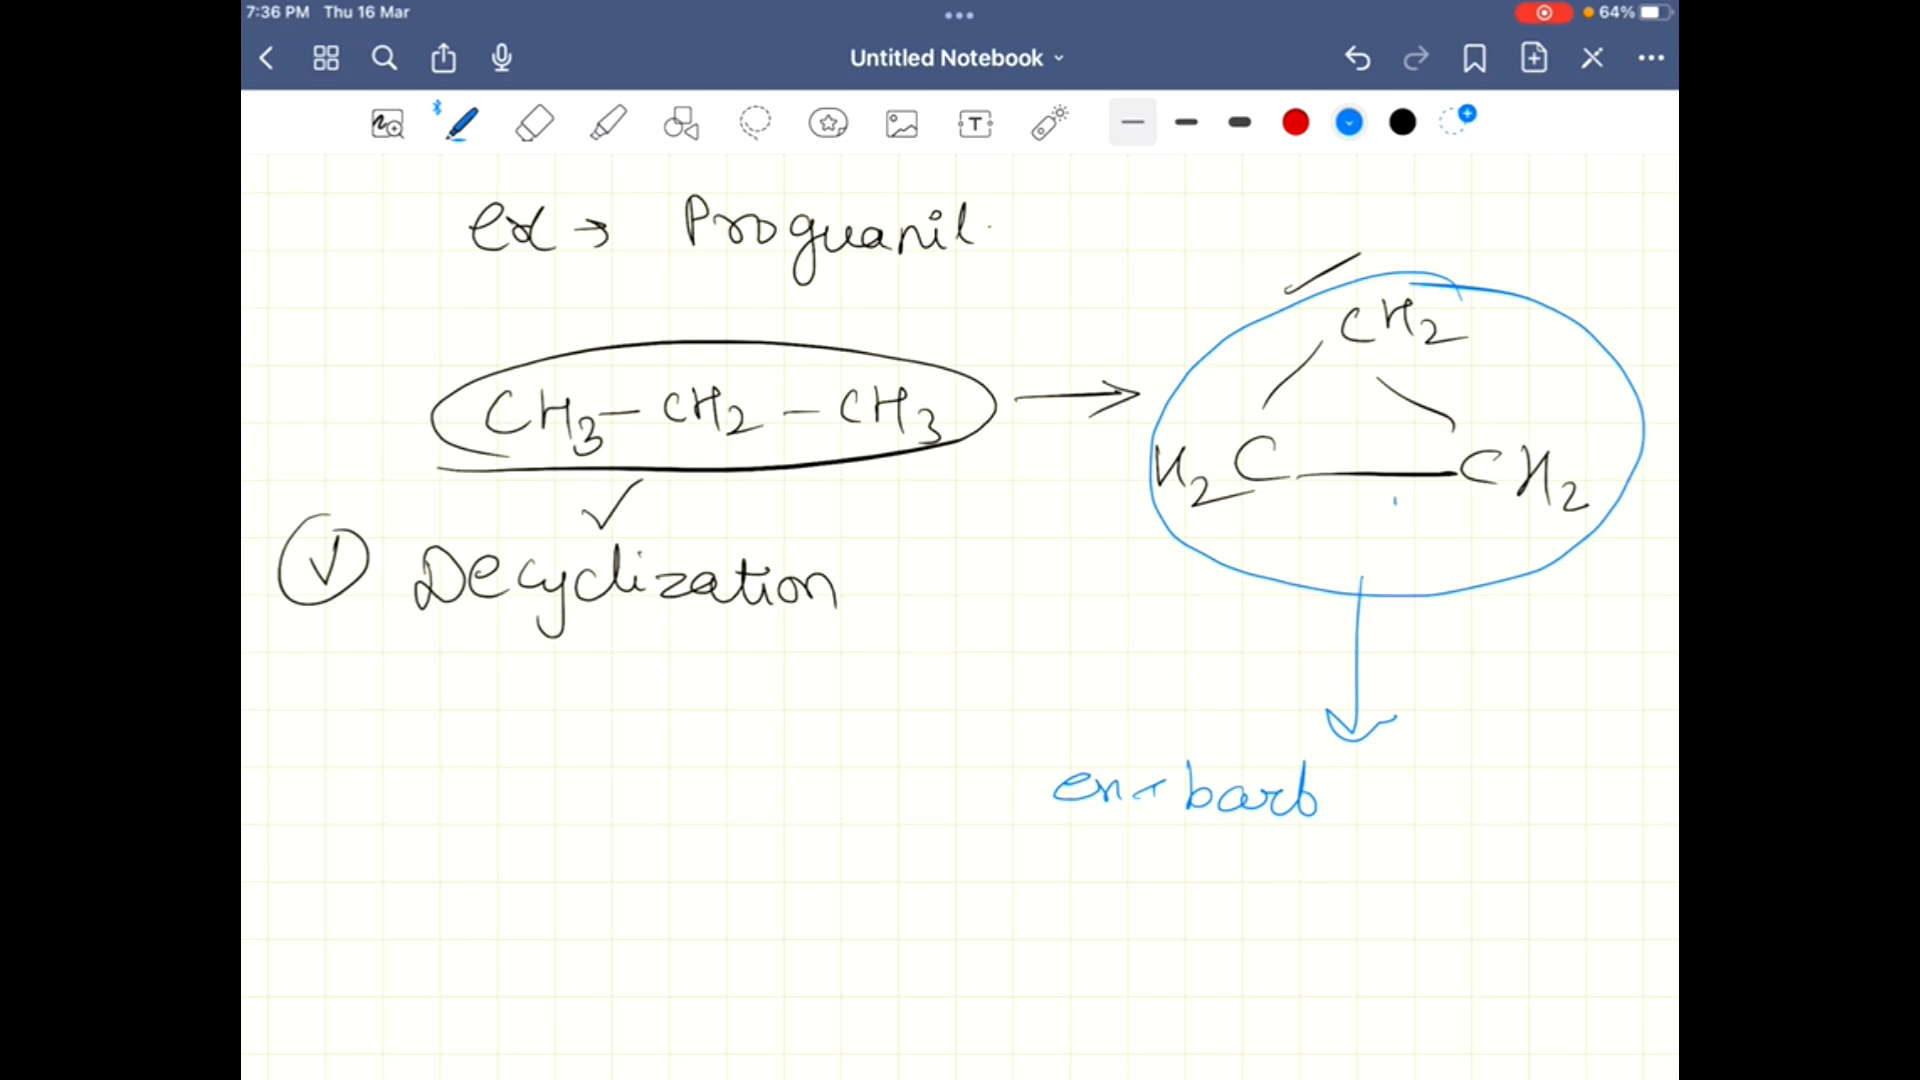 7:36 PM Thu 16 Mar
64%
Untitled Notebook
T
ex → Proguanil.
CH3 - CH2 - CH3 →
CH2
H2C - CH2
V Decyclization
barb